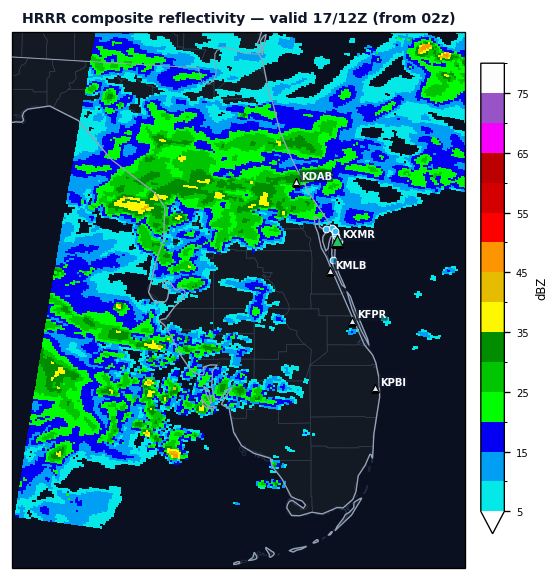 HRRR composite reflectivity — valid 17/12Z (from 02z)
KDAB
KXMR
KMLB
KFPR
KPBI
75
65
55
45
35
25
15
5
dBZ